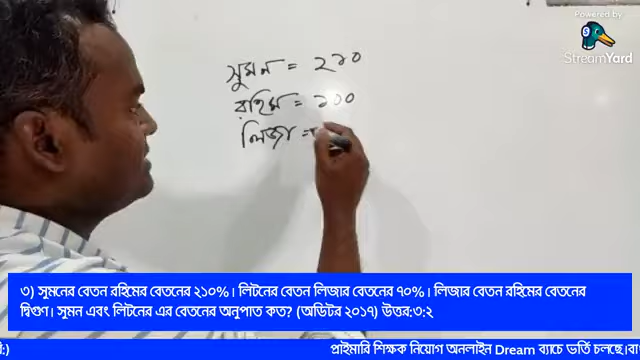 Powered by
StreamYard
সুমন = ২১০
রহিম = ১০০
লিজা =
৩) সুমনের বেতন রহিমের বেতনের ২১০%। লিটনের বেতন লিজার বেতনের ৭০%। লিজার বেতন রহিমের বেতনের
দ্বিগুণ। সুমন এবং লিটনের এর বেতনের অনুপাত কত? (অডিটর ২০১৭) উত্তর:৩:২
র:) প্রাইমারি শিক্ষক নিয়োগ অনলাইন Dream ব্যাচে ভর্তি চলছে।বা